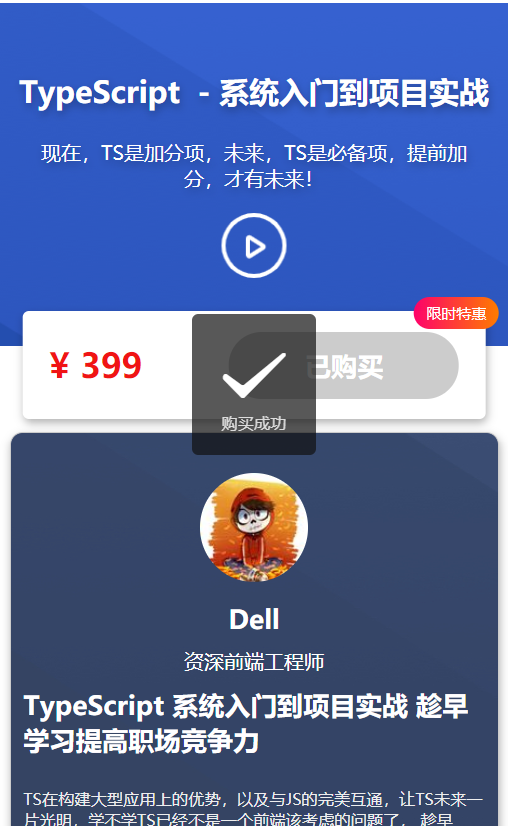 TypeScript - 系统入门到项目实战
现在，TS是加分项，未来，TS是必备项，提前加
分，才有未来！
限时特惠
¥ 399
已购买
购买成功
Dell
资深前端工程师
TypeScript 系统入门到项目实战 趁早
学习提高职场竞争力
TS在构建大型应用上的优势，以及与JS的完美互通，让TS未来一
片光明，学不学TS已经不是一个前端该考虑的问题了， 趁早